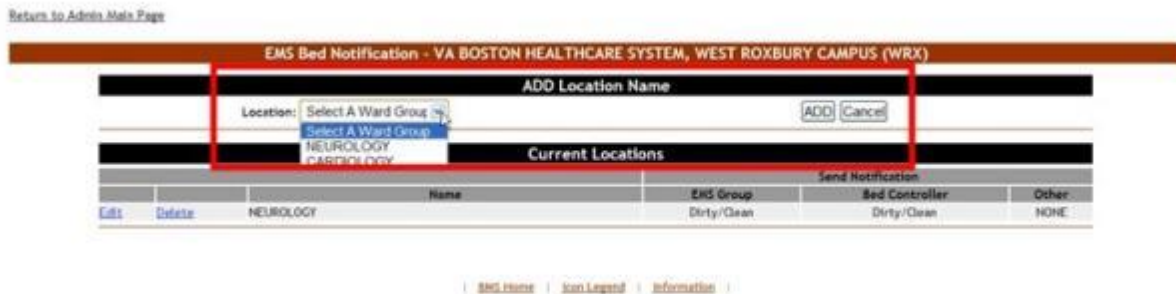 Return to Admin Main Page
EMS Bed Notification - VA BOSTON HEALTHCARE SYSTEM, WEST ROXBURY CAMPUS (WRX)
ADD Location Name
Location: Select A Ward Group ADD Cancel
Select A Ward Group
NEUROLOGY
CARDIOLOGY
Current Locations
Send Notification
Name EMS Group Bed Controller Other
Edit Delete NEUROLOGY Dirty/Clean Dirty/Clean NONE
| BMS Home | Icon Legend | Information |